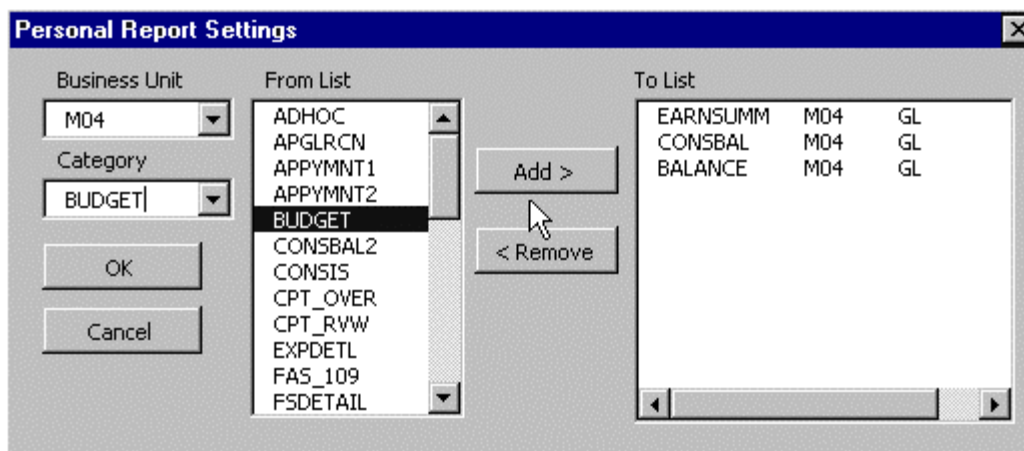 Personal Report Settings
Business Unit
M04
Category
BUDGET
OK
Cancel
From List
ADHOC
APGLRCN
APPYMNT1
APPYMNT2
BUDGET
CONSBAL2
CONSIS
CPT_OVER
CPT_RVW
EXPDETL
FAS_109
FSDETAIL
Add >
< Remove
To List
EARNSUMM M04 GL
CONSBAL M04 GL
BALANCE M04 GL